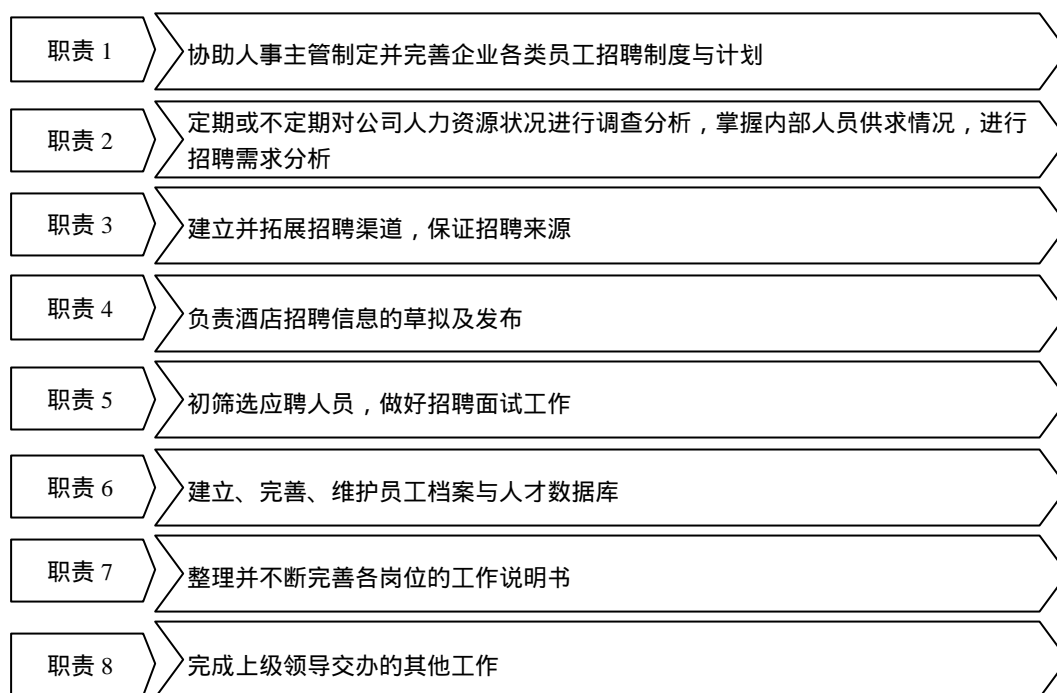 职责 1
协助人事主管制定并完善企业各类员工招聘制度与计划
职责 2
定期或不定期对公司人力资源状况进行调查分析，掌握内部人员供求情况，进行
招聘需求分析
职责 3
建立并拓展招聘渠道，保证招聘来源
职责 4
负责酒店招聘信息的草拟及发布
职责 5
初筛选应聘人员，做好招聘面试工作
职责 6
建立、完善、维护员工档案与人才数据库
职责 7
整理并不断完善各岗位的工作说明书
职责 8
完成上级领导交办的其他工作